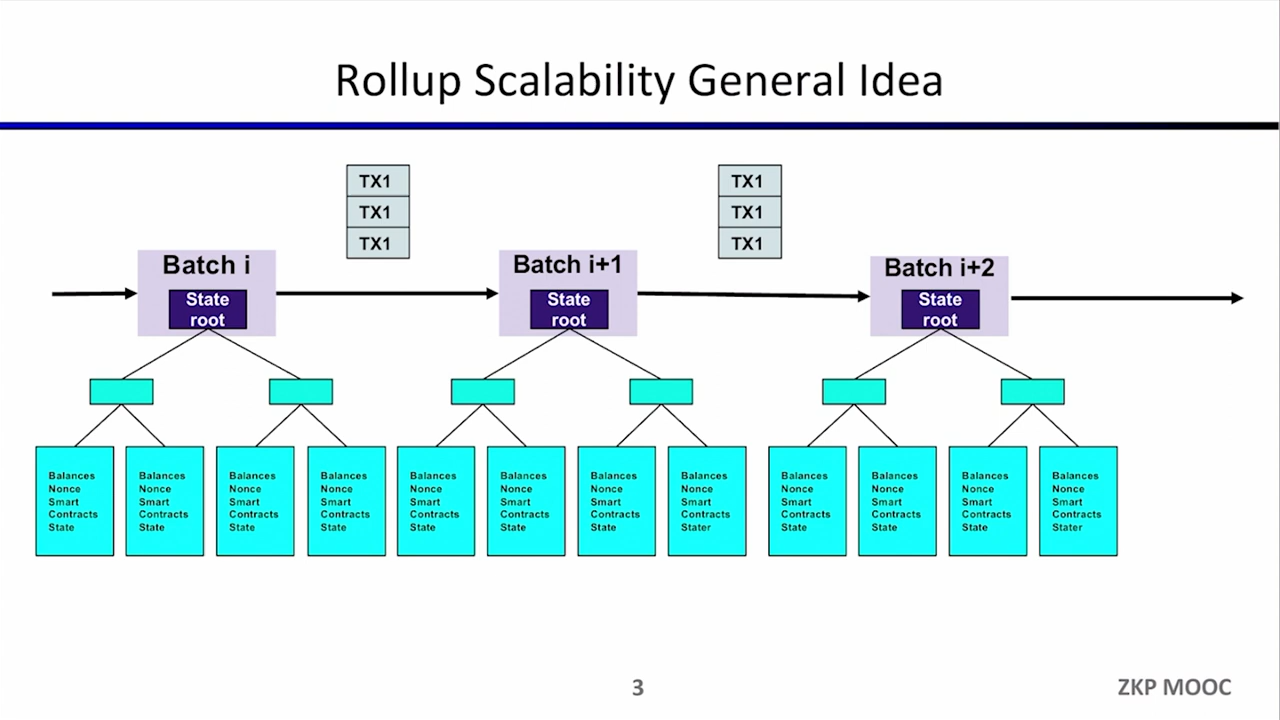 Rollup Scalability General Idea
TX1
TX1
TX1
TX1
TX1
TX1
Batch i
State
root
Batch i+1
State
root
Batch i+2
State
root
Balances
Nonce
Smart
Contracts
State
Balances
Nonce
Smart
Contracts
State
Balances
Nonce
Smart
Contracts
State
Balances
Nonce
Smart
Contracts
State
Balances
Nonce
Smart
Contracts
State
Balances
Nonce
Smart
Contracts
State
Balances
Nonce
Smart
Contracts
State
Balances
Nonce
Smart
Contracts
Stater
Balances
Nonce
Smart
Contracts
State
Balances
Nonce
Smart
Contracts
State
Balances
Nonce
Smart
Contracts
State
Balances
Nonce
Smart
Contracts
Stater
3
ZKP MOOC